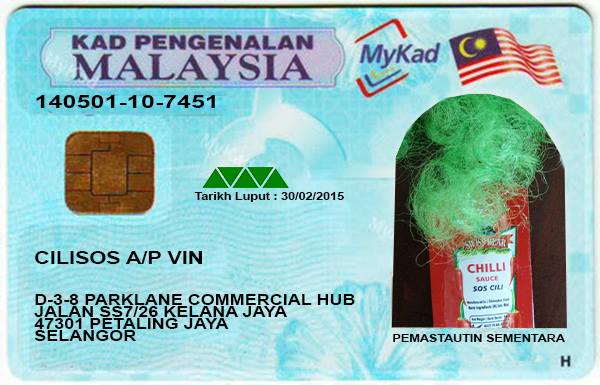 KAD PENGENALAN
MALAYSIA
MyKad
140501-10-7451
Tarikh Luput : 30/02/2015
CILISOS A/P VIN
D-3-8 PARKLANE COMMERCIAL HUB
JALAN SS7/26 KELANA JAYA
47301 PETALING JAYA
SELANGOR
CHILLI
SAUCE
SOS CILI
PEMASTAUTIN SEMENTARA
H